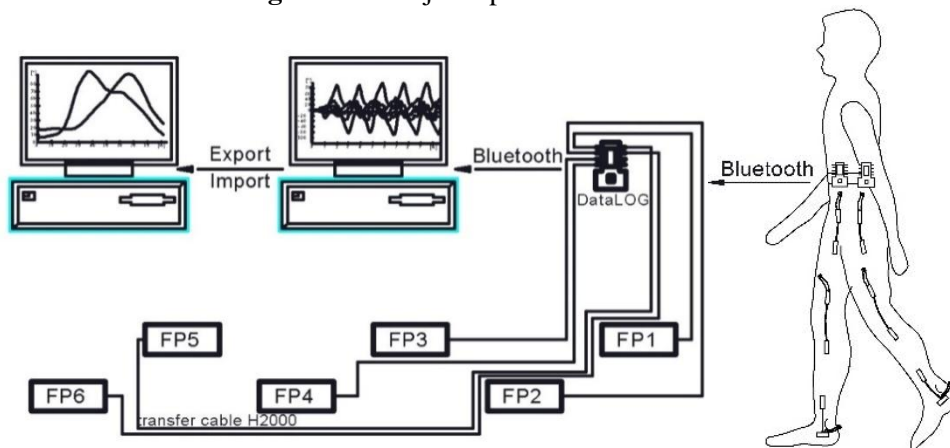 Export
Import
Bluetooth
DataLOG
Bluetooth
FP5
FP3
FP1
FP6
FP4
FP2
transfer cable H2000